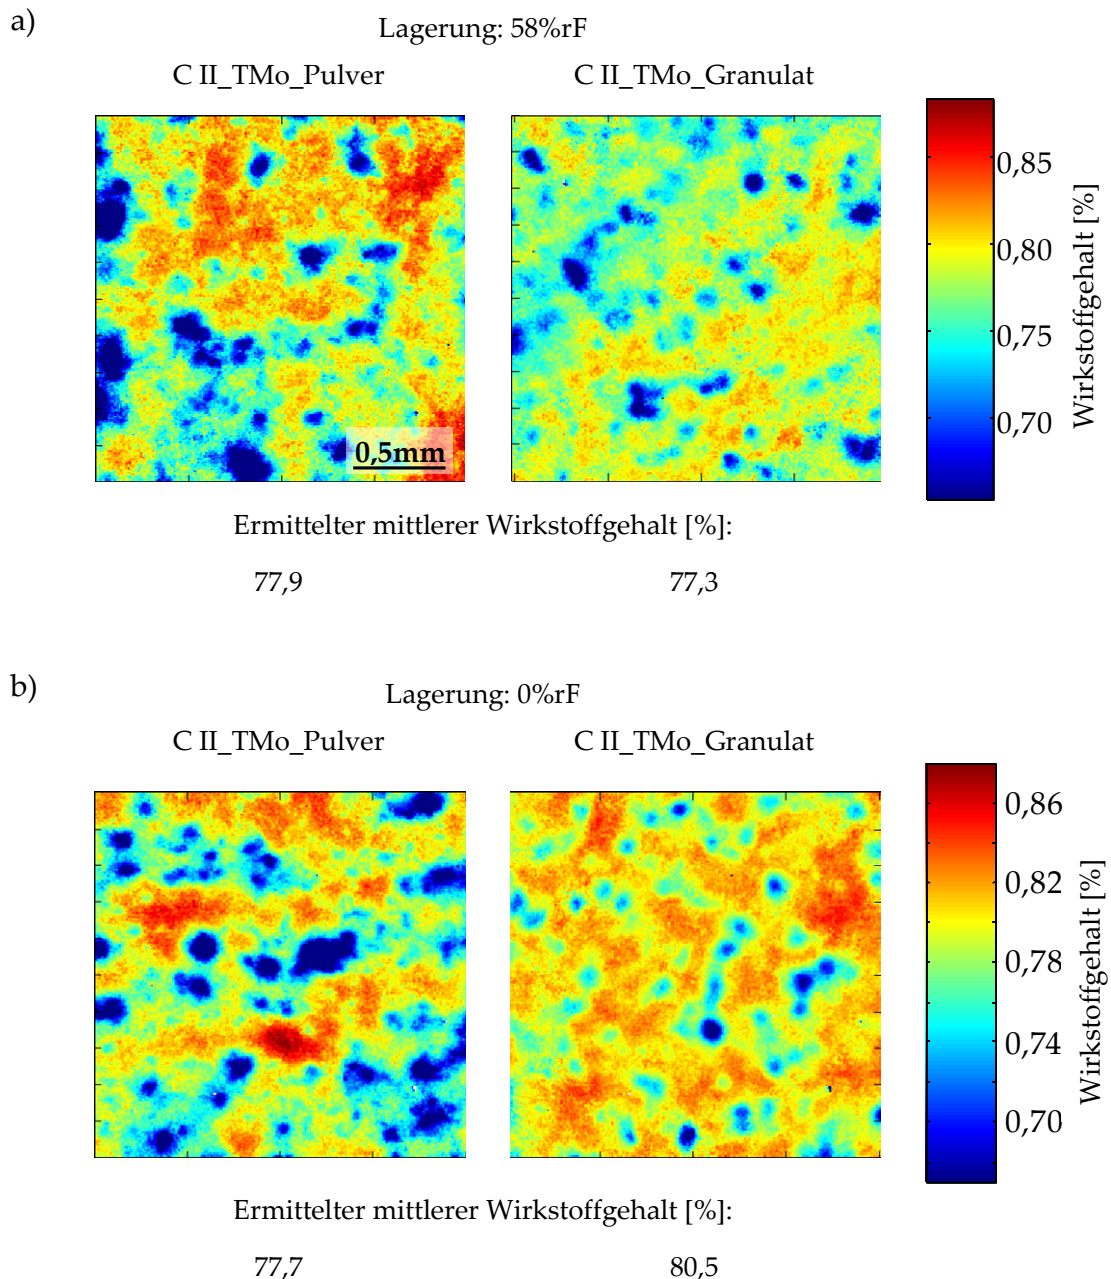 a)
Lagerung: 58%rF
C II_TMo_Pulver C II_TMo_Granulat
0,85
0,80
0,75
0,70
Wirkstoffgehalt [%]
0,5mm
Ermittelter mittlerer Wirkstoffgehalt [%]:
77,9 77,3
b)
Lagerung: 0%rF
C II_TMo_Pulver C II_TMo_Granulat
0,86
0,82
0,78
0,74
0,70
Wirkstoffgehalt [%]
Ermittelter mittlerer Wirkstoffgehalt [%]:
77,7 80,5